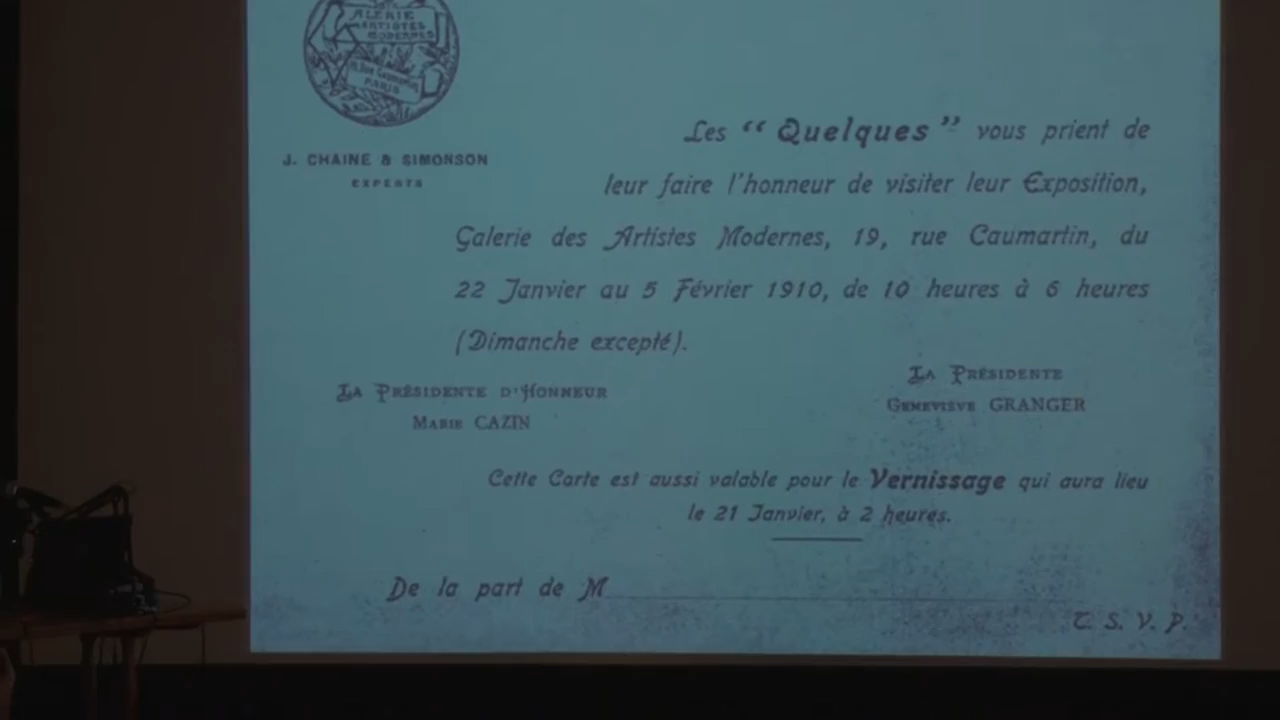 GALERIE
ARTISTES
MODERNES
PARIS
J. CHAINE & SIMONSON
EXPERTS
Les “Quelques” vous prient de
leur faire l'honneur de visiter leur Exposition,
Galerie des Artistes Modernes, 19, rue Caumartin, du
22 Janvier au 5 Février 1910, de 10 heures à 6 heures
(Dimanche excepté).
La Présidente d'Honneur
Marie CAZIN
La Présidente
Geneviève GRANGER
Cette Carte est aussi valable pour le Vernissage qui aura lieu
le 21 Janvier, à 2 heures.
De la part de M
T. S. V. P.